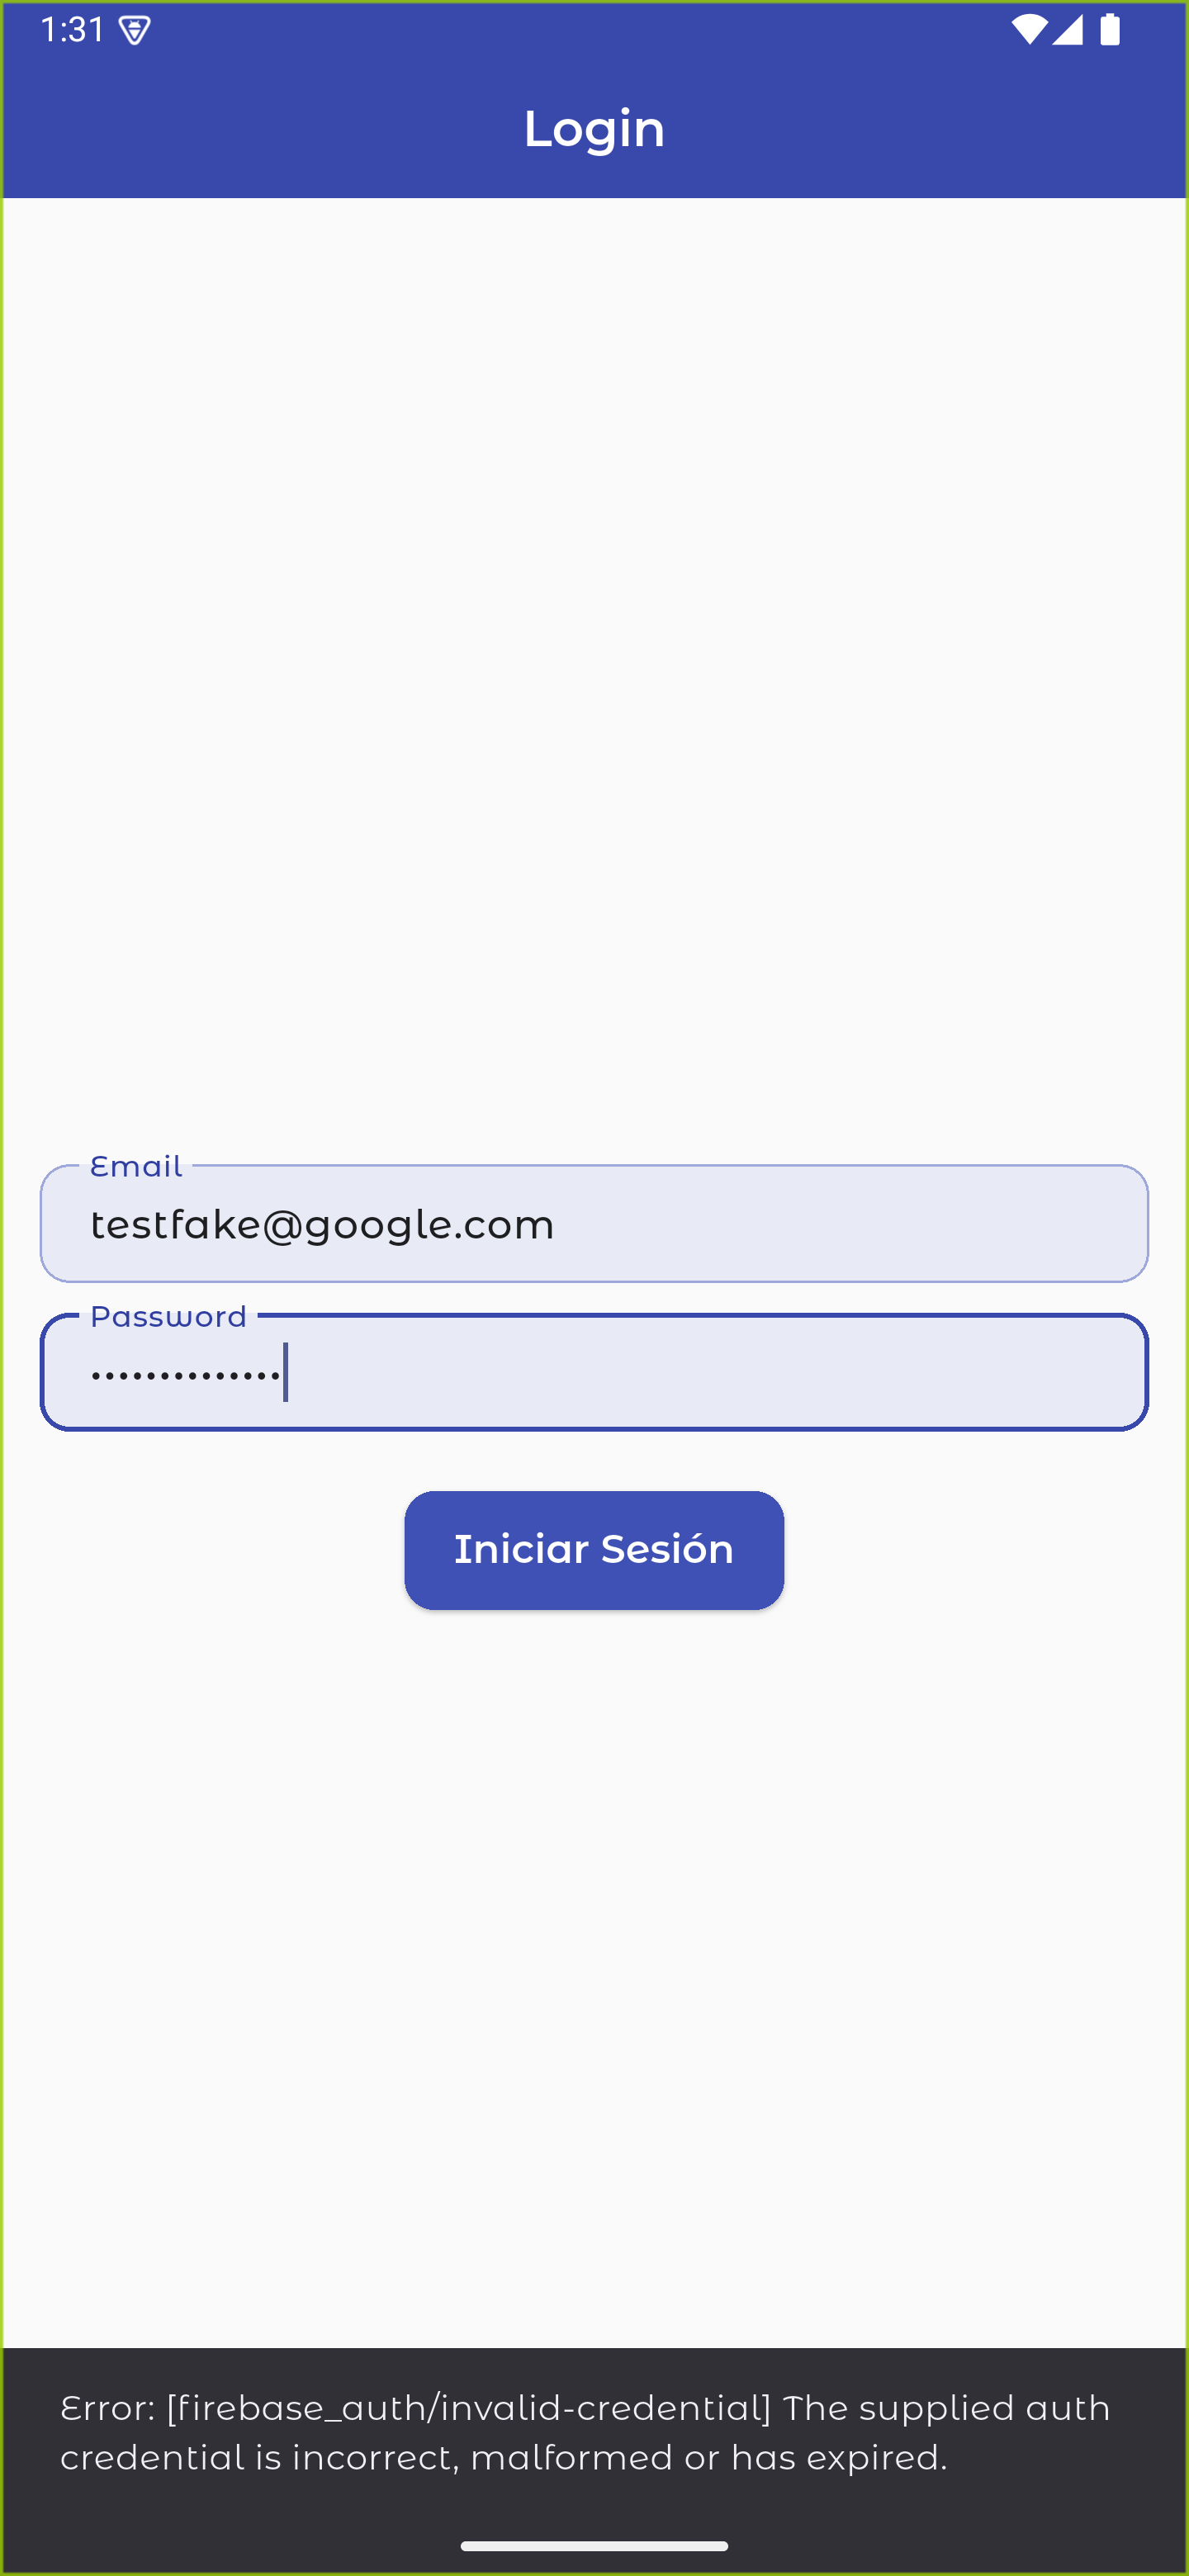 1:31
Login
Email
testfake@google.com
Password
••••••••••••••
Iniciar Sesión
Error: [firebase_auth/invalid-credential] The supplied auth
credential is incorrect, malformed or has expired.